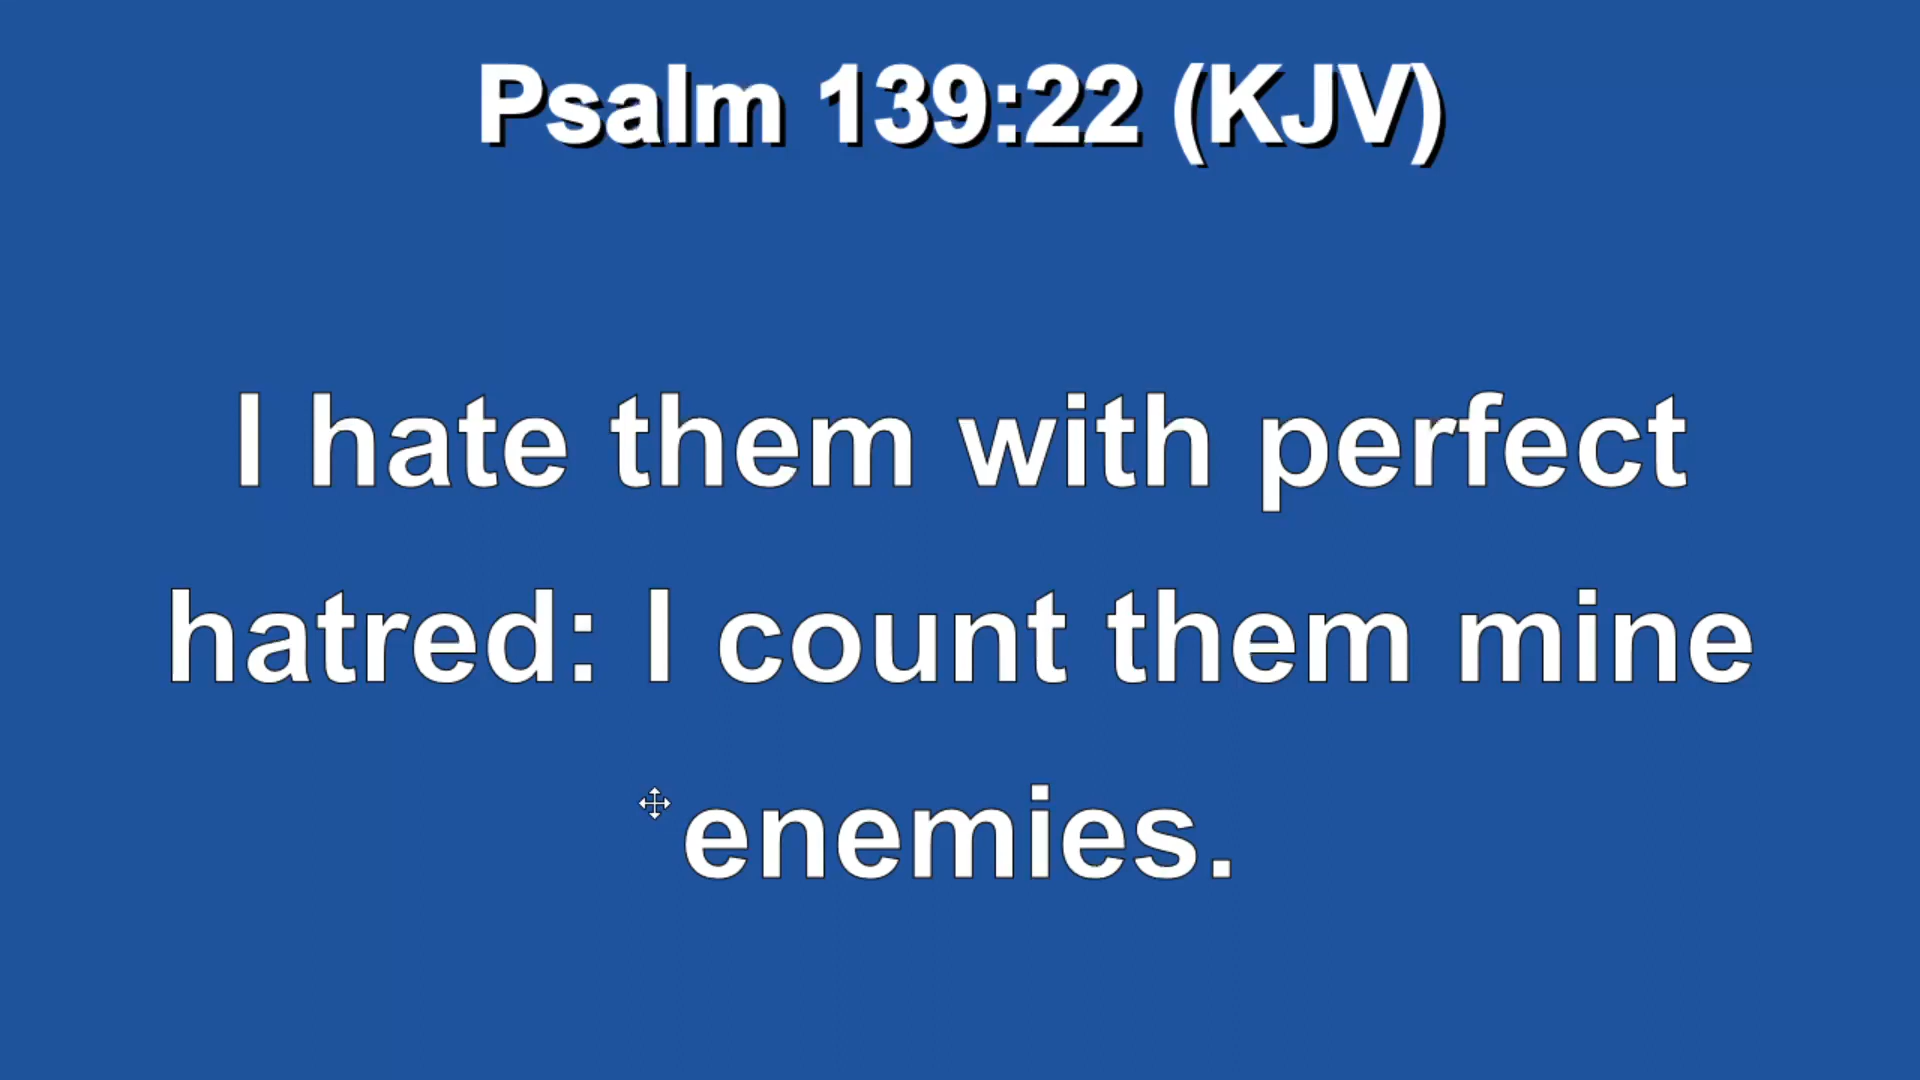 Psalm 139:22 (KJV)
I hate them with perfect
hatred: I count them mine
enemies.